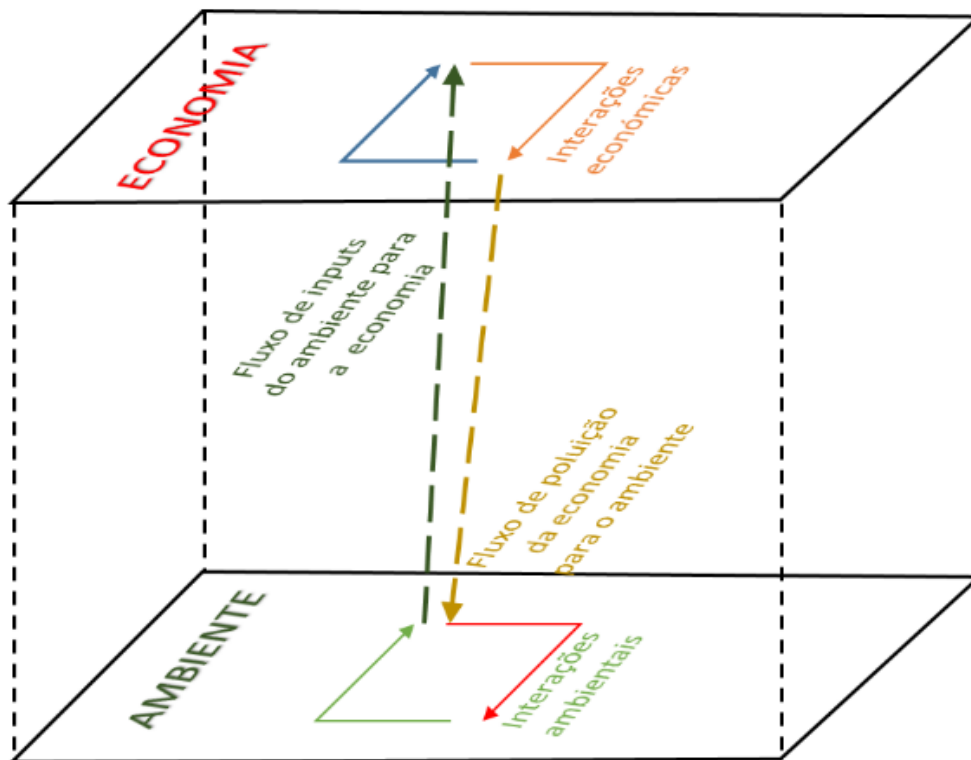 ECONOMIA
Interações
económicas
Fluxo de inputs
do ambiente para
a economia
Fluxo de poluição
da economia
para o ambiente
AMBIENTE
Interações
ambientais